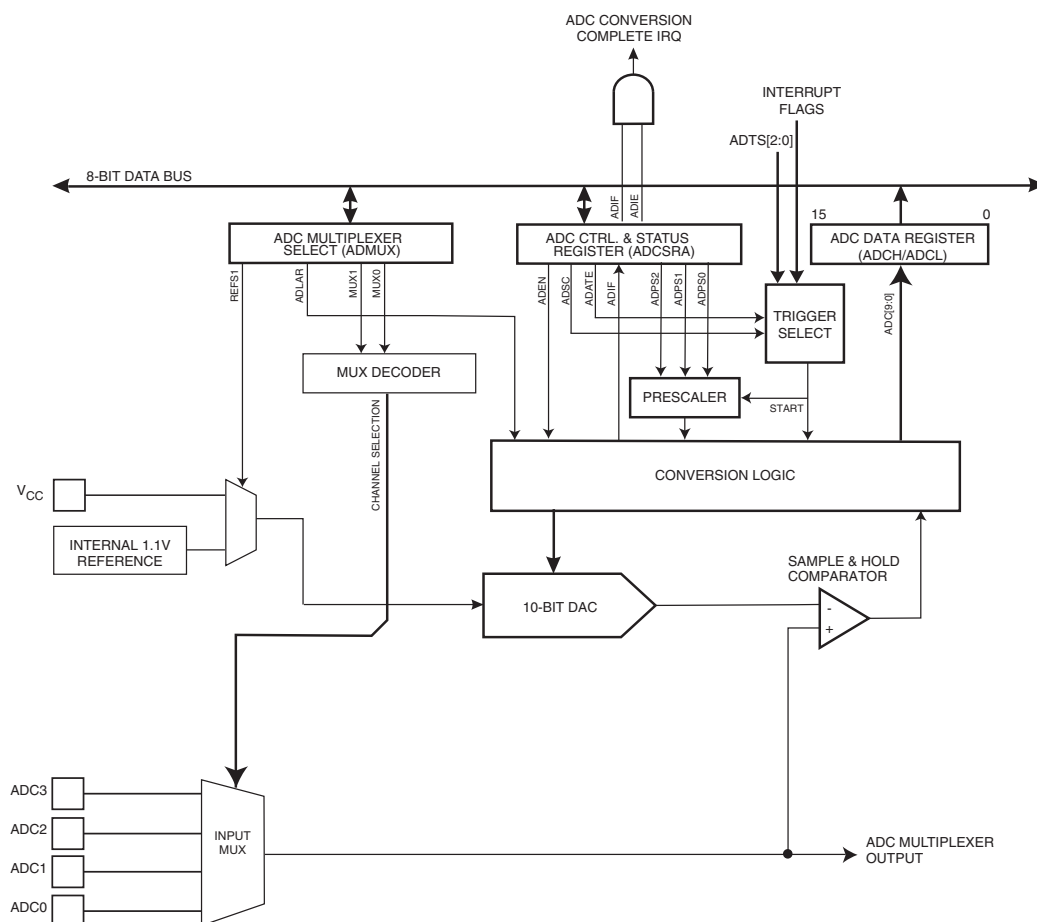 ADC CONVERSION
COMPLETE IRQ
INTERRUPT
FLAGS
ADTS[2:0]
8-BIT DATA BUS
ADIF
ADIE
15
0
ADC MULTIPLEXER
SELECT (ADMUX)
ADC CTRL. & STATUS
REGISTER (ADCSRA)
ADC DATA REGISTER
(ADCH/ADCL)
REFS1
ADLAR
MUX1
MUX0
ADEN
ADSC
ADATE
ADIF
ADPS2
ADPS1
ADPS0
ADC[9:0]
TRIGGER
SELECT
MUX DECODER
PRESCALER
START
CHANNEL SELECTION
CONVERSION LOGIC
VCC
INTERNAL 1.1V
REFERENCE
SAMPLE & HOLD
COMPARATOR
10-BIT DAC
-
+
ADC3
ADC2
ADC1
ADC0
INPUT
MUX
ADC MULTIPLEXER
OUTPUT